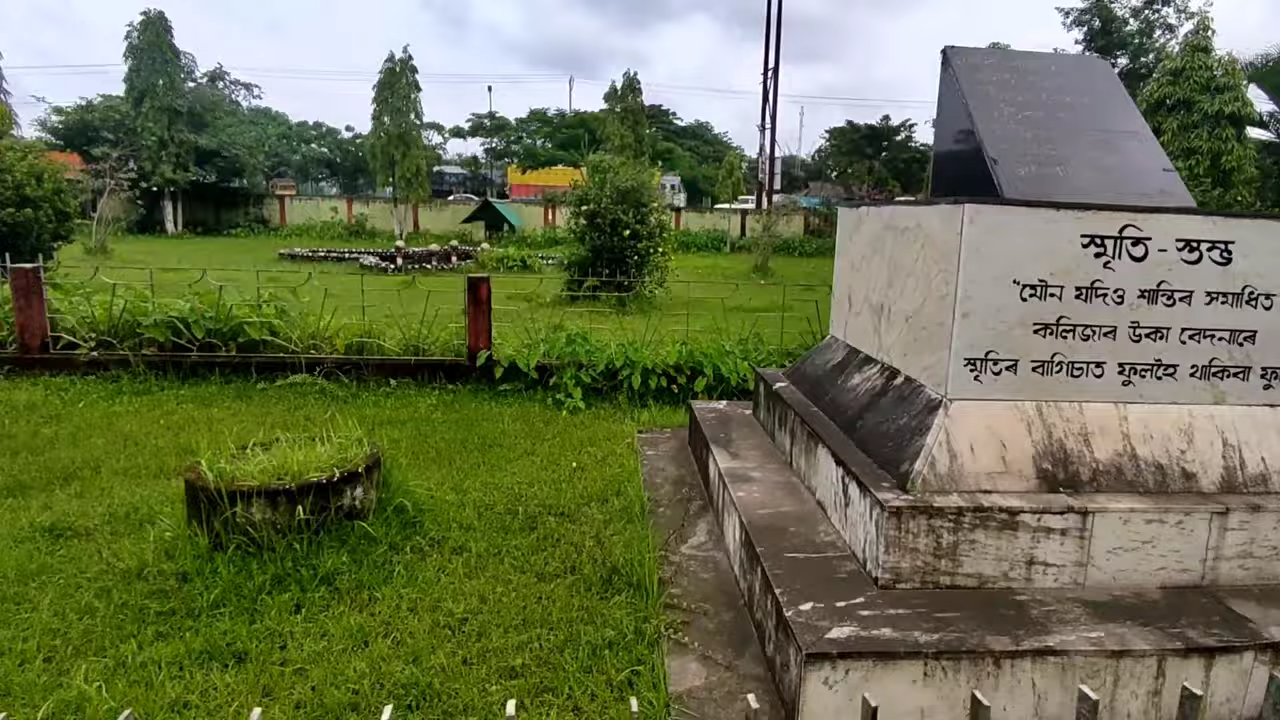 স্মৃতি - স্তম্ভ
"মৌন যদিও শান্তিৰ সমাধিত
কলিজাৰ উকা বেদনাৰে
স্মৃতিৰ বাগিচাত ফুলহৈ থাকিবা